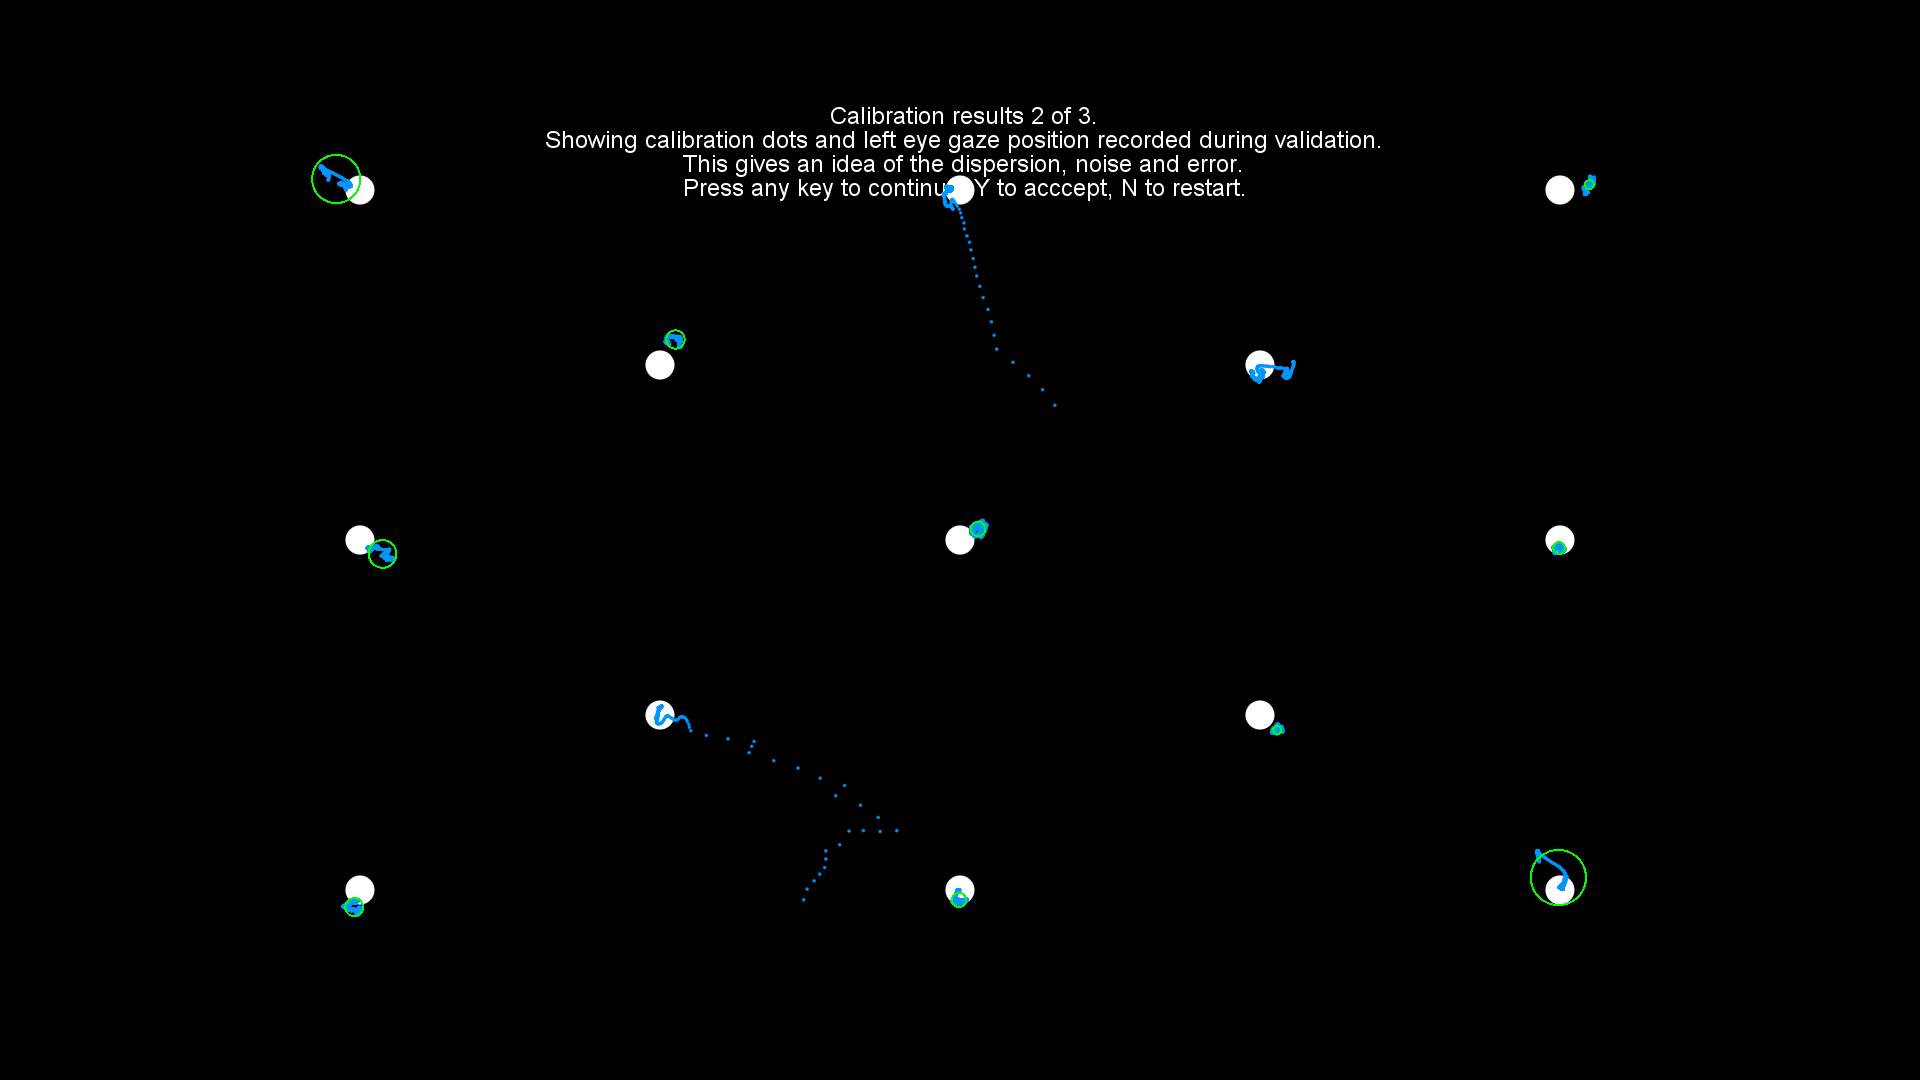 Calibration results 2 of 3.
Showing calibration dots and left eye gaze position recorded during validation.
This gives an idea of the dispersion, noise and error.
Press any key to continu Y to acccept, N to restart.